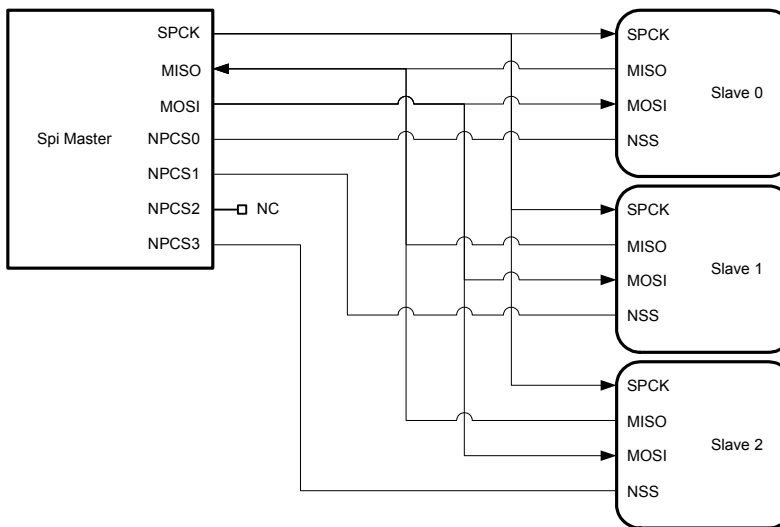 Spi Master
SPCK
MISO
MOSI
NPCS0
NPCS1
NPCS2
NPCS3
NC
SPCK
MISO
MOSI
NSS
Slave 0
SPCK
MISO
MOSI
NSS
Slave 1
SPCK
MISO
MOSI
NSS
Slave 2